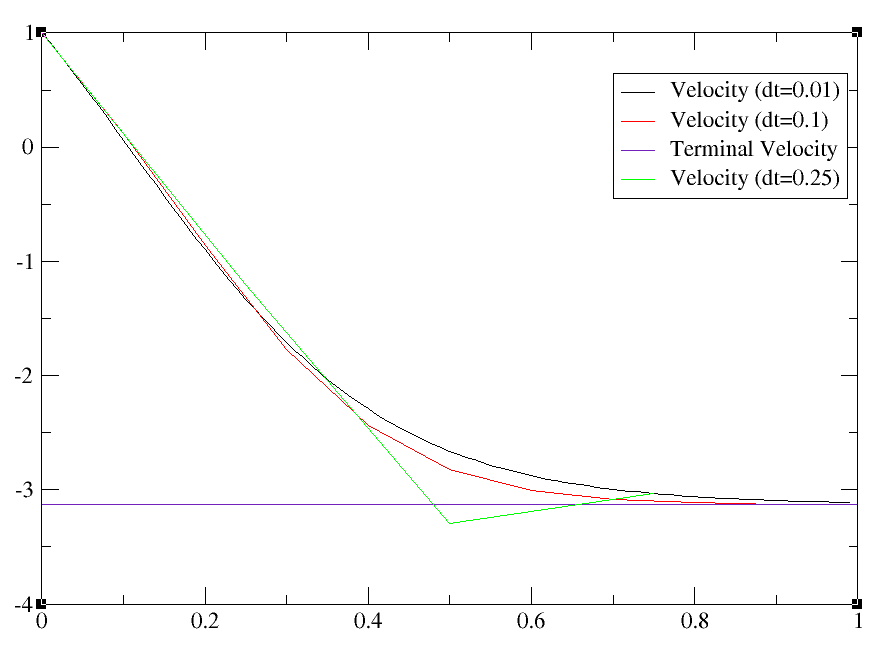 1
Velocity (dt=0.01)
Velocity (dt=0.1)
0
Terminal Velocity
Velocity (dt=0.25)
-1
-2
-3
-4
0 0.2 0.4 0.6 0.8 1